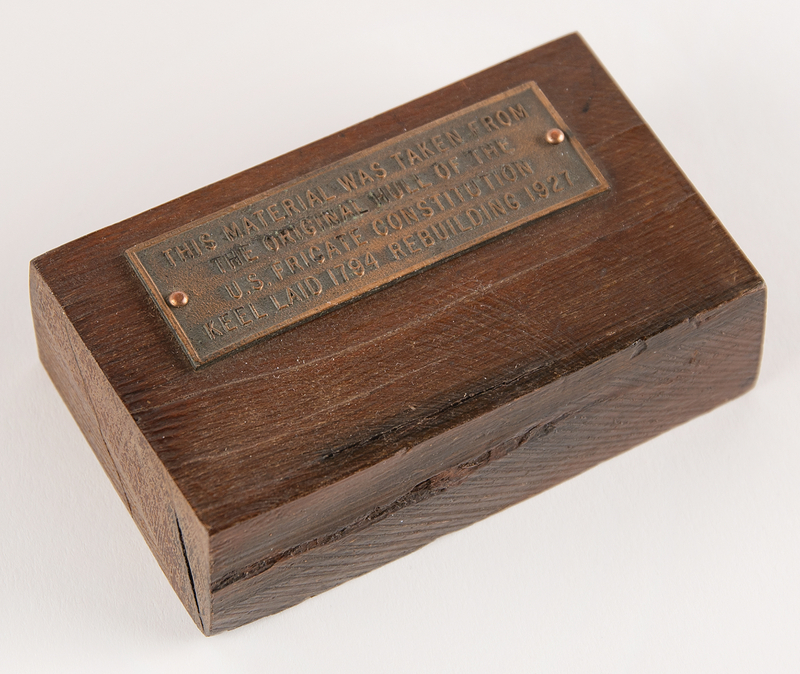 THIS MATERIAL WAS TAKEN FROM
THE ORIGINAL HULL OF THE
U.S. FRIGATE CONSTITUTION
KEEL LAID 1794 REBUILDING 1927